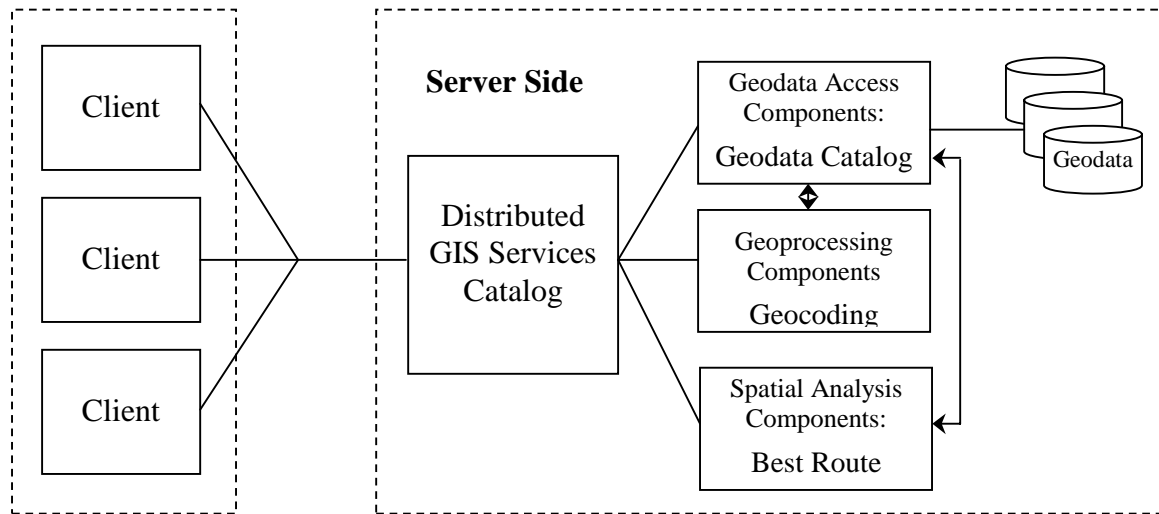 Client
Client
Client
Server Side
Distributed
GIS Services
Catalog
Geodata Access
Components:
Geodata Catalog
Geoprocessing
Components
Geocoding
Spatial Analysis
Components:
Best Route
Geodata